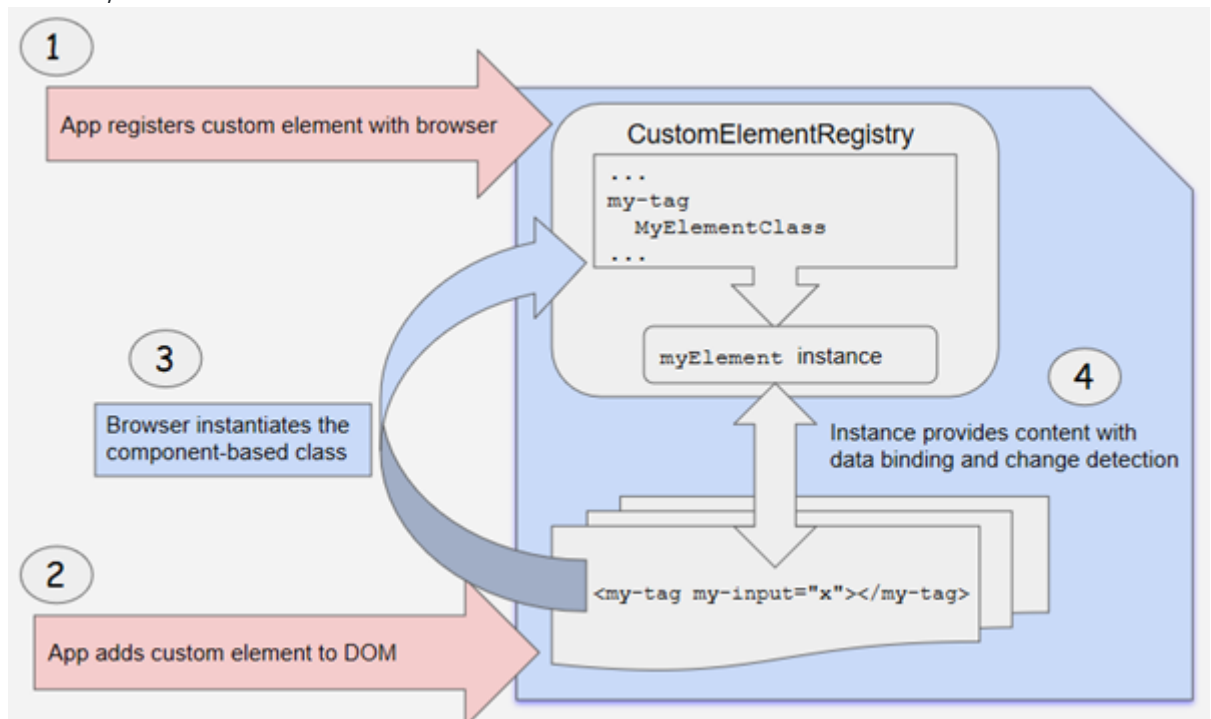 1
App registers custom element with browser
CustomElementRegistry
...
my-tag
MyElementClass
...
myElement instance
3
Browser instantiates the
component-based class
4
Instance provides content with
data binding and change detection
2
<my-tag my-input="x"></my-tag>
App adds custom element to DOM